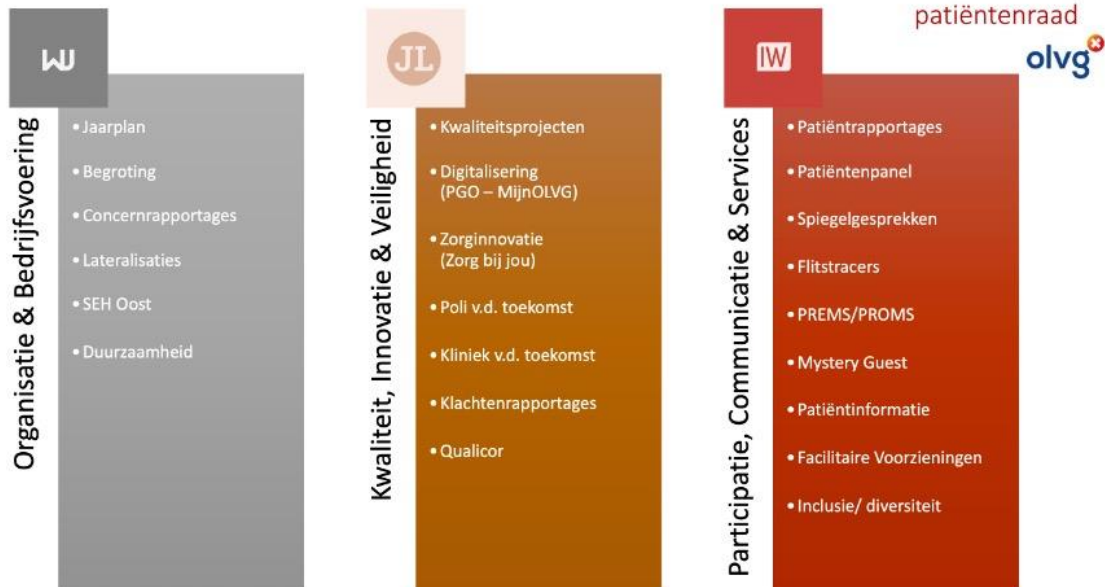 patiëntenraad
olvg
WJ
Organisatie & Bedrijfsvoering
• Jaarplan
• Begroting
• Concernrapportages
• Lateralisaties
• SEH Oost
• Duurzaamheid
JL
Kwaliteit, Innovatie & Veiligheid
• Kwaliteitsprojecten
• Digitalisering
(PGO – MijnOLVG)
• Zorginnovatie
(Zorg bij jou)
• Poli v.d. toekomst
• Kliniek v.d. toekomst
• Klachtenrapportages
• Qualicor
IW
Participatie, Communicatie & Services
• Patiëntrapportages
• Patiëntenpanel
• Spiegelgesprekken
• Flitstracers
• PREMS/PROMS
• Mystery Guest
• Patiëntinformatie
• Facilitaire Voorzieningen
• Inclusie/ diversiteit